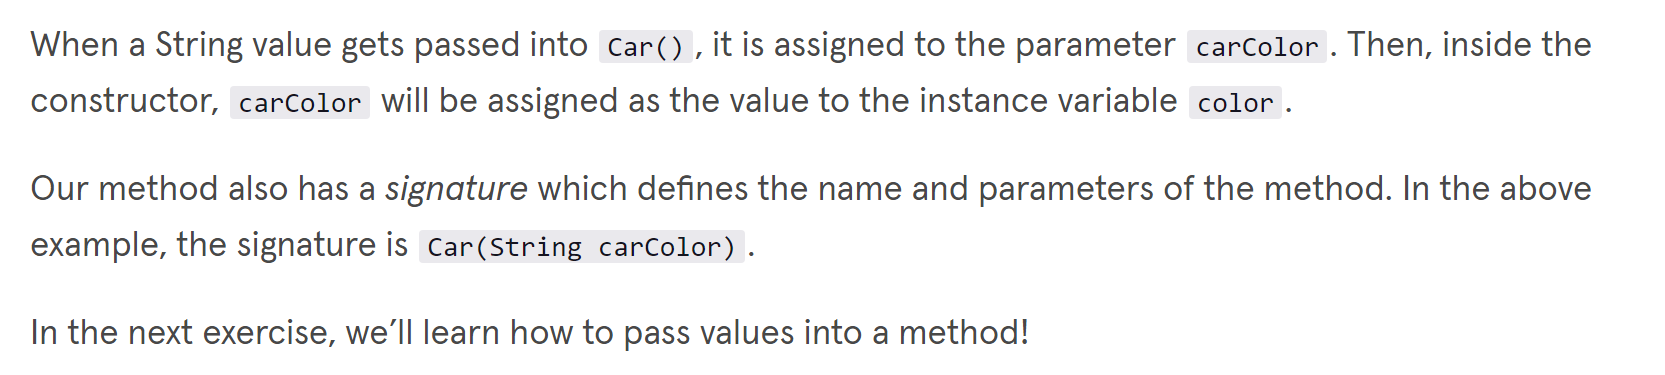 When a String value gets passed into Car(), it is assigned to the parameter carColor. Then, inside the
constructor, carColor will be assigned as the value to the instance variable color.
Our method also has a signature which defines the name and parameters of the method. In the above
example, the signature is Car(String carColor).
In the next exercise, we’ll learn how to pass values into a method!